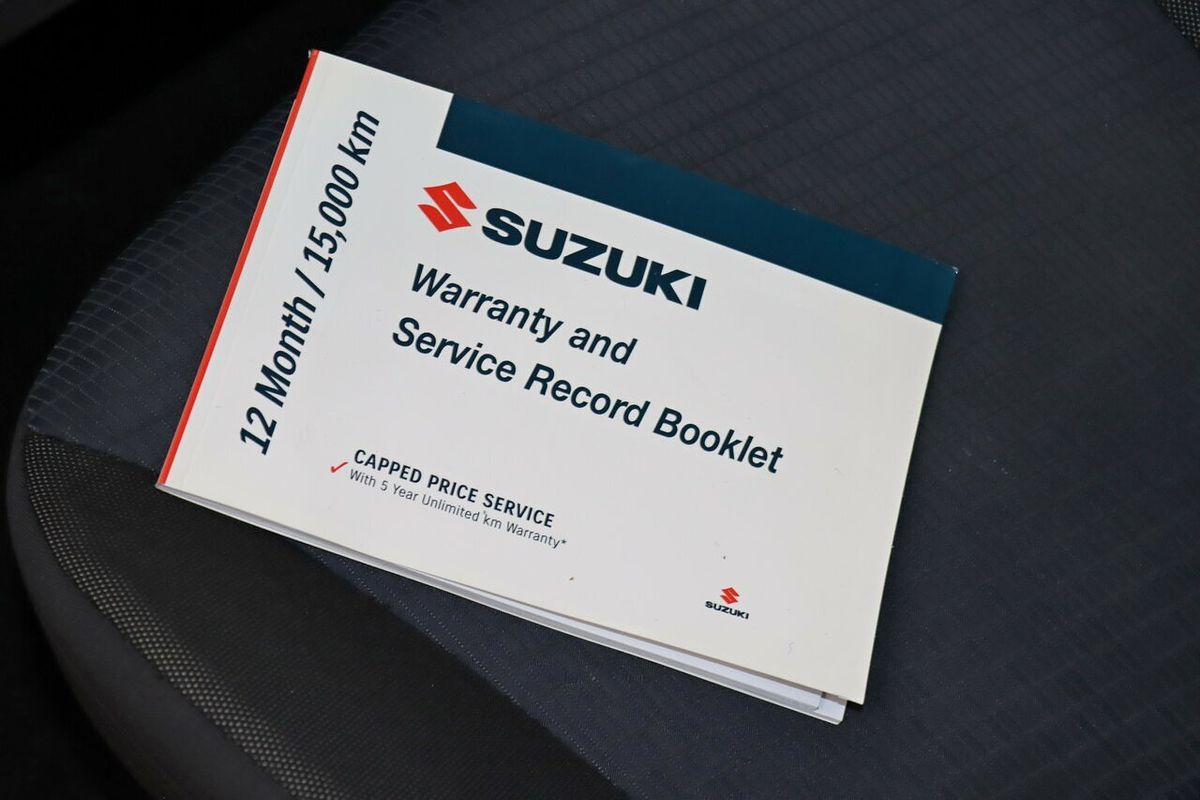 12 Month / 15,000 km
SUZUKI
Warranty and
Service Record Booklet
CAPPED PRICE SERVICE
With 5 Year Unlimited km Warranty*
SUZUKI